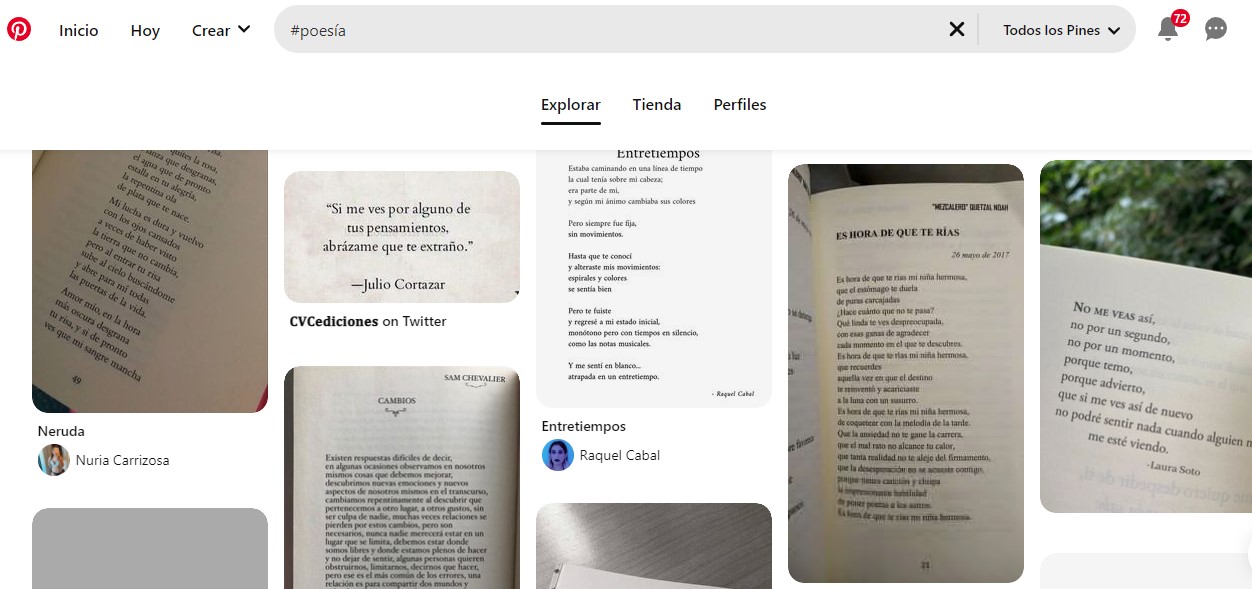 Inicio
Hoy
Crear
#poesía
Todos los Pines
72
Explorar
Tienda
Perfiles
quites la rosa,
que desgranas,
el agua que de pronto
estalla en tu alegría,
la repentina ola
de plata que te nace.
Mi lucha es dura y vuelvo
con los ojos cansados
a veces de haber visto
la tierra que no cambia,
pero al entrar tu risa
sube al cielo buscándome
y abre para mí todas
las puertas de la vida.
Amor mío, en la hora
más oscura desgrana
tu risa, y si de pronto
ves que mi sangre mancha
49
Neruda
Nuria Carrizosa
“Si me ves por alguno de
tus pensamientos,
abrázame que te extraño.”
—Julio Cortazar
CVCediciones on Twitter
SAM CHEVALIER
CAMBIOS
Existen respuestas difíciles de decir,
en algunas ocasiones observamos en nosotros
mismos cosas que debemos mejorar,
descubrimos nuevas emociones y nuevos
aspectos de nosotros mismos en el transcurso,
cambiamos repentinamente al descubrir que
pertenecemos a otro lugar, a otros gustos, sin
ser culpa de nadie, muchas veces relaciones se
pierden por estos cambios, pero son
necesarios, nunca nadie merecerá estar en un
lugar que se limita, debemos estar donde
somos libres y donde estamos plenos de hacer
y no dejar de sentir, algunas personas quieren
obstruirnos, limitarnos, decirnos que hacer,
pero ese es el más común de los errores, una
relación es para compartir dos mundos y
Entretiempos
Estaba caminando en una línea de tiempo
la cual tenía sobre mi cabeza;
era parte de mi,
y según mi ánimo cambiaba sus colores
Pero siempre fue fija,
sin movimientos.
Hasta que te conocí
y alteraste mis movimientos:
espirales y colores
se sentía bien
Pero te fuiste
y regresé a mi estado inicial,
monótono pero con tiempos en silencio,
como las notas musicales.
Y me sentí en blanco...
atrapada en un entretiempo.
- Raquel Cabal
Entretiempos
Raquel Cabal
"MEZCALERO" QUETZAL NOAH
ES HORA DE QUE TE RÍAS
26 mayo de 2017
Es hora de que te rías mi niña hermosa,
que el estómago te duela
de puras carcajadas
¿Hace cuánto que no te pasa?
Qué linda te ves despreocupada,
con esas ganas de agradecer
cada momento en el que te descubres.
Es hora de que te rías mi niña hermosa,
que recuerdes
aquella vez en que el destino
te reinventó y acariciaste
a la luna con un susurro.
Es hora de que te rías mi niña hermosa,
de coquetear con la melodía de la tarde.
Que la ansiedad no te gane la carrera,
que el mal rato no alcance tu calor,
que tanta realidad no te aleje del firmamento,
que la desesperación no se acueste contigo,
porque tienes canción y chispa
la impresionante habilidad
de poner poemas a los astros.
Es hora de que te rías mi niña hermosa.
21
NO ME VEAS así,
no por un segundo,
no por un momento,
porque temo,
porque advierto,
que si me ves así de nuevo
no podré sentir nada cuando alguien
me esté viendo.
-Laura Soto